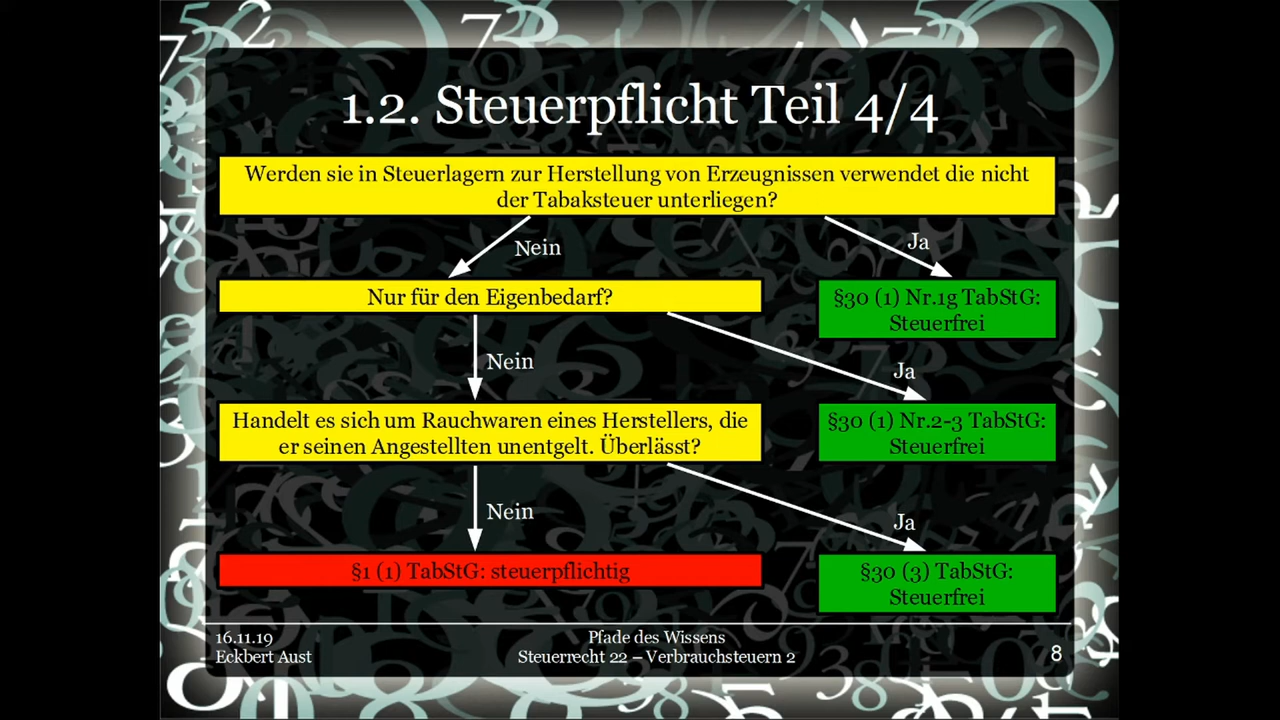 1.2. Steuerpflicht Teil 4/4
Werden sie in Steuerlagern zur Herstellung von Erzeugnissen verwendet die nicht
der Tabaksteuer unterliegen?
Nein
Ja
Nur für den Eigenbedarf?
§30 (1) Nr.1g TabStG:
Steuerfrei
Nein
Ja
Handelt es sich um Rauchwaren eines Herstellers, die
er seinen Angestellten unentgelt. Überlässt?
§30 (1) Nr.2-3 TabStG:
Steuerfrei
Nein
Ja
§1 (1) TabStG: steuerpflichtig
§30 (3) TabStG:
Steuerfrei
16.11.19
Eckbert Aust
Pfade des Wissens
Steuerrecht 22 – Verbrauchsteuern 2
8